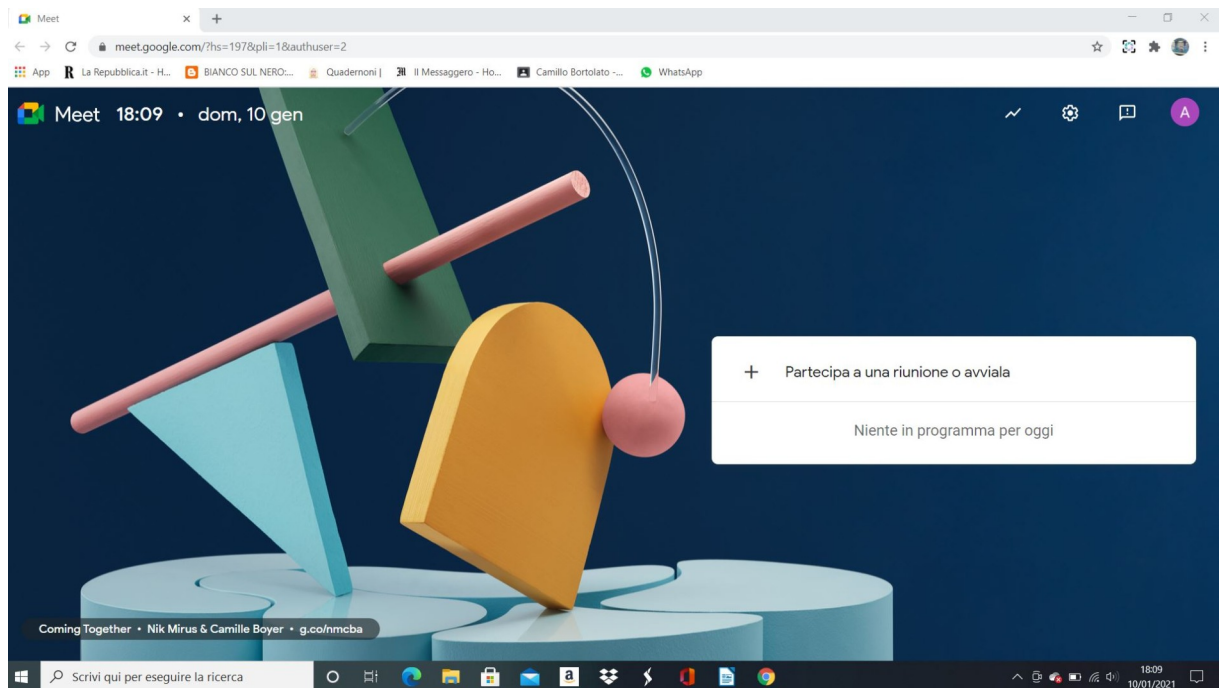 Meet
meet.google.com/?hs=197&pli=1&authuser=2
App La Repubblica.it - H... BIANCO SUL NERO:... Quadernoni | Il Messaggero - Ho... Camillo Bortolato -... WhatsApp
Meet 18:09 • dom, 10 gen
A
Partecipa a una riunione o avviala
Niente in programma per oggi
Coming Together • Nik Mirus & Camille Boyer • g.co/nmcba
Scrivi qui per eseguire la ricerca
18:09
10/01/2021